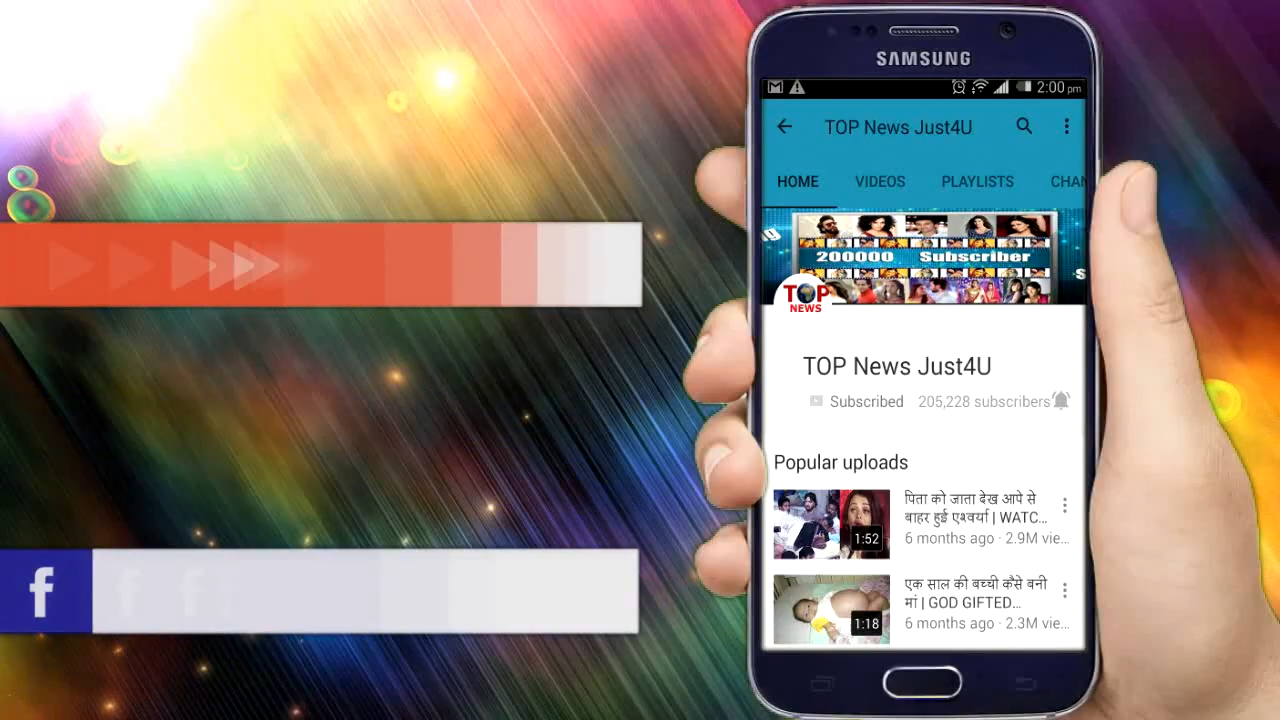 SAMSUNG
2:00 pm
TOP News Just4U
HOME VIDEOS PLAYLISTS CHAN
200000 Subscriber
TOP
NEWS
TOP News Just4U
Subscribed 205,228 subscribers
Popular uploads
पिता को जाता देख आपे से
बाहर हुई एश्वर्या | WATC...
6 months ago · 2.9M vie...
1:52
एक साल की बच्ची कैसे बनी
मां | GOD GIFTED...
6 months ago · 2.3M vie...
1:18
f